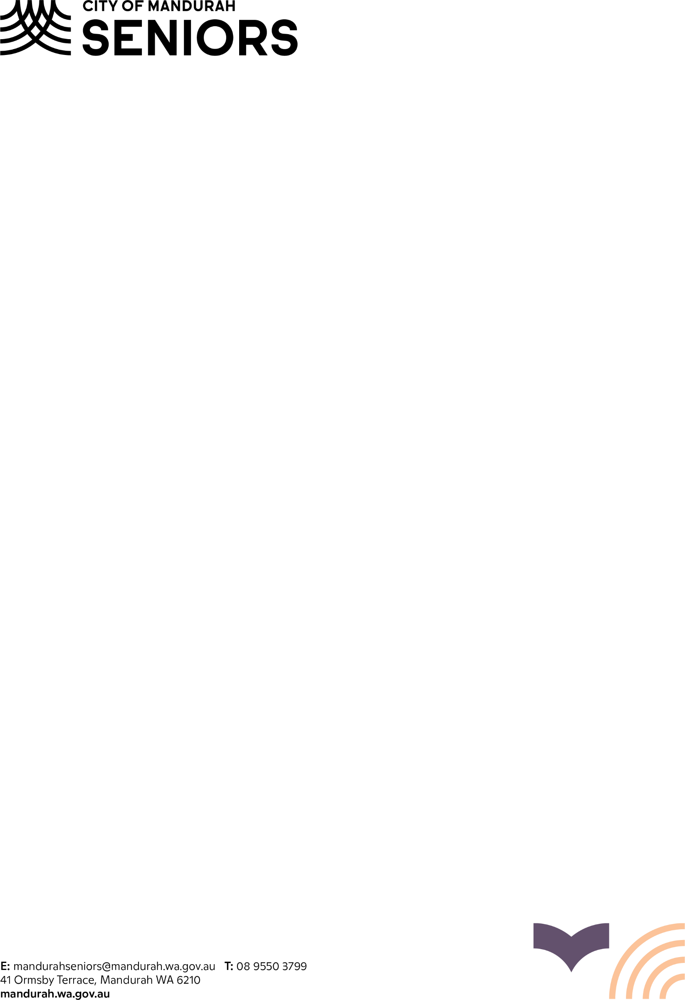 CITY OF MANDURAH
SENIORS
E: mandurahseniors@mandurah.wa.gov.au T: 08 9550 3799
41 Ormsby Terrace, Mandurah WA 6210
mandurah.wa.gov.au